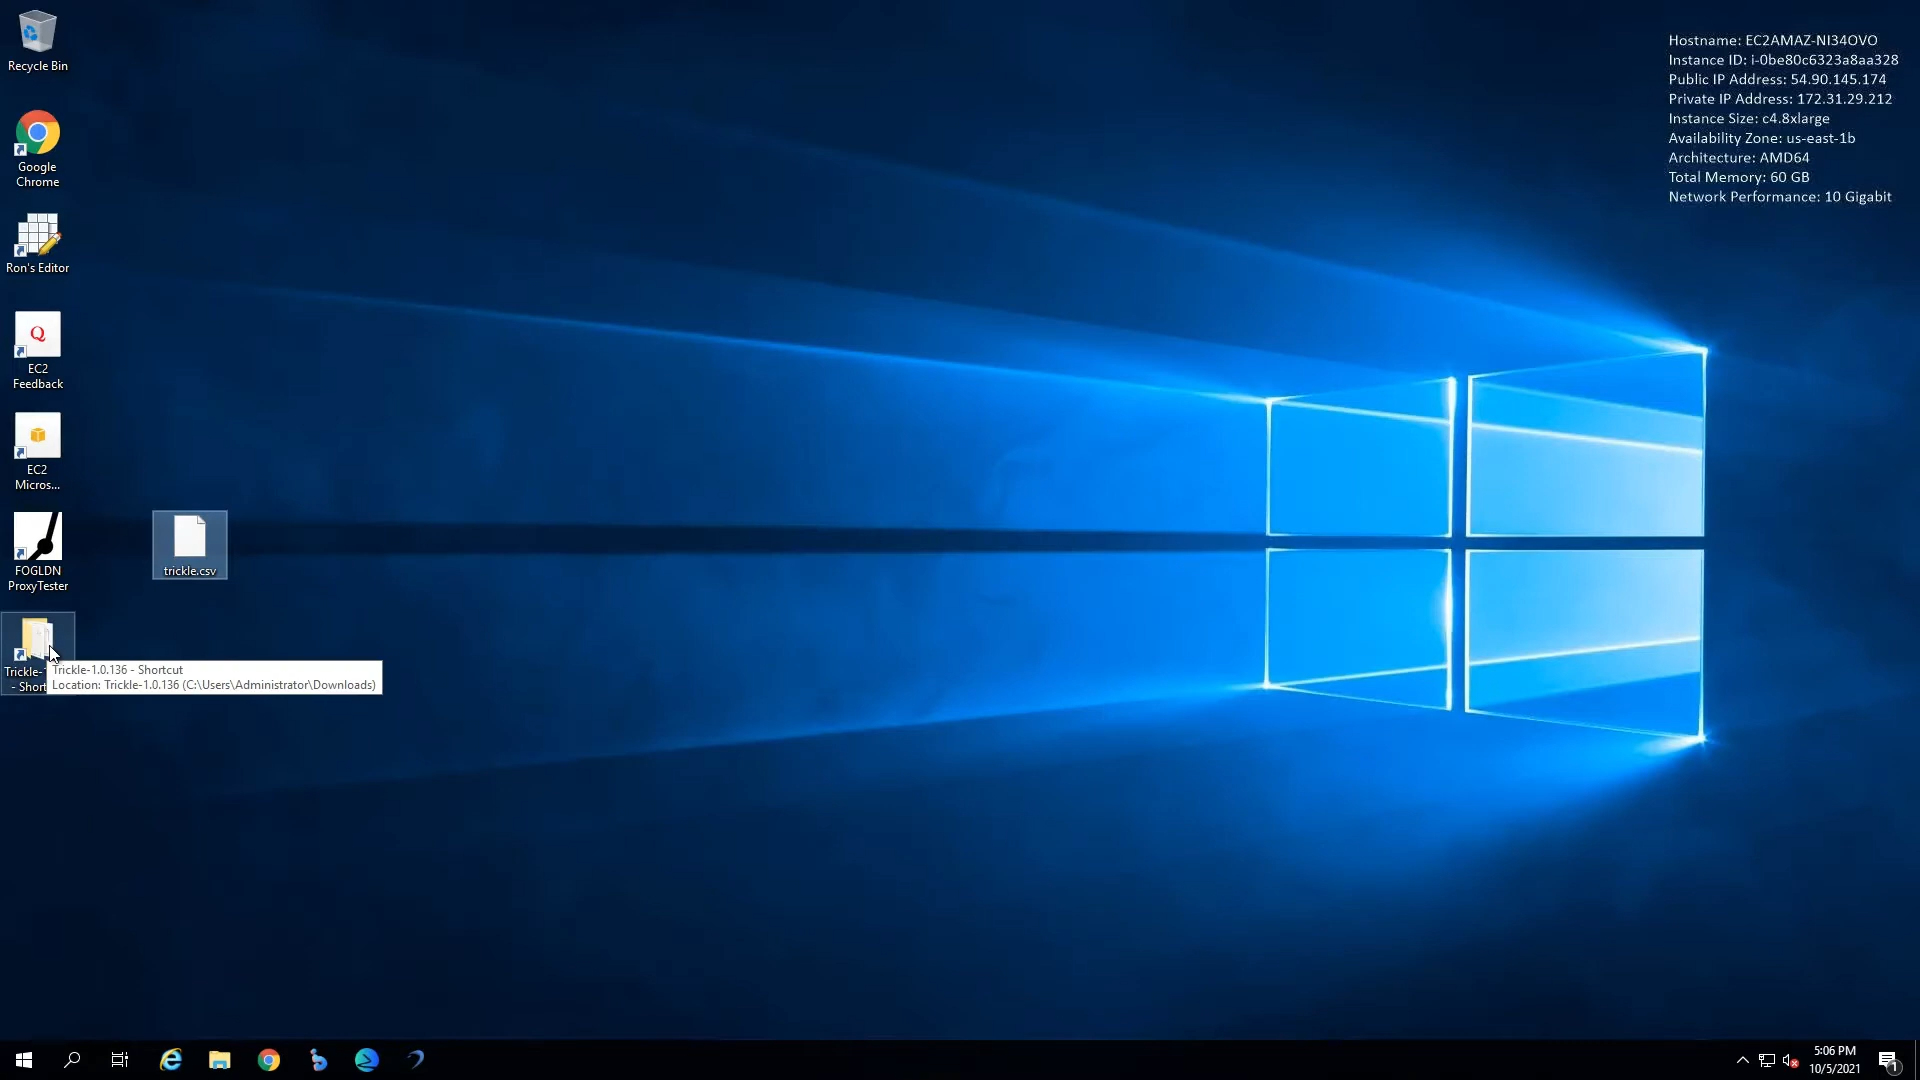 Recycle Bin
Google
Chrome
Ron's Editor
Q
EC2
Feedback
EC2
Micros...
FOGLDN
ProxyTester
trickle.csv
Trickle-1
- Short
Trickle-1.0.136 - Shortcut
Location: Trickle-1.0.136 (C:\Users\Administrator\Downloads)
Hostname: EC2AMAZ-NI34OVO
Instance ID: i-0be80c6323a8aa328
Public IP Address: 54.90.145.174
Private IP Address: 172.31.29.212
Instance Size: c4.8xlarge
Availability Zone: us-east-1b
Architecture: AMD64
Total Memory: 60 GB
Network Performance: 10 Gigabit
5:06 PM
10/5/2021
1